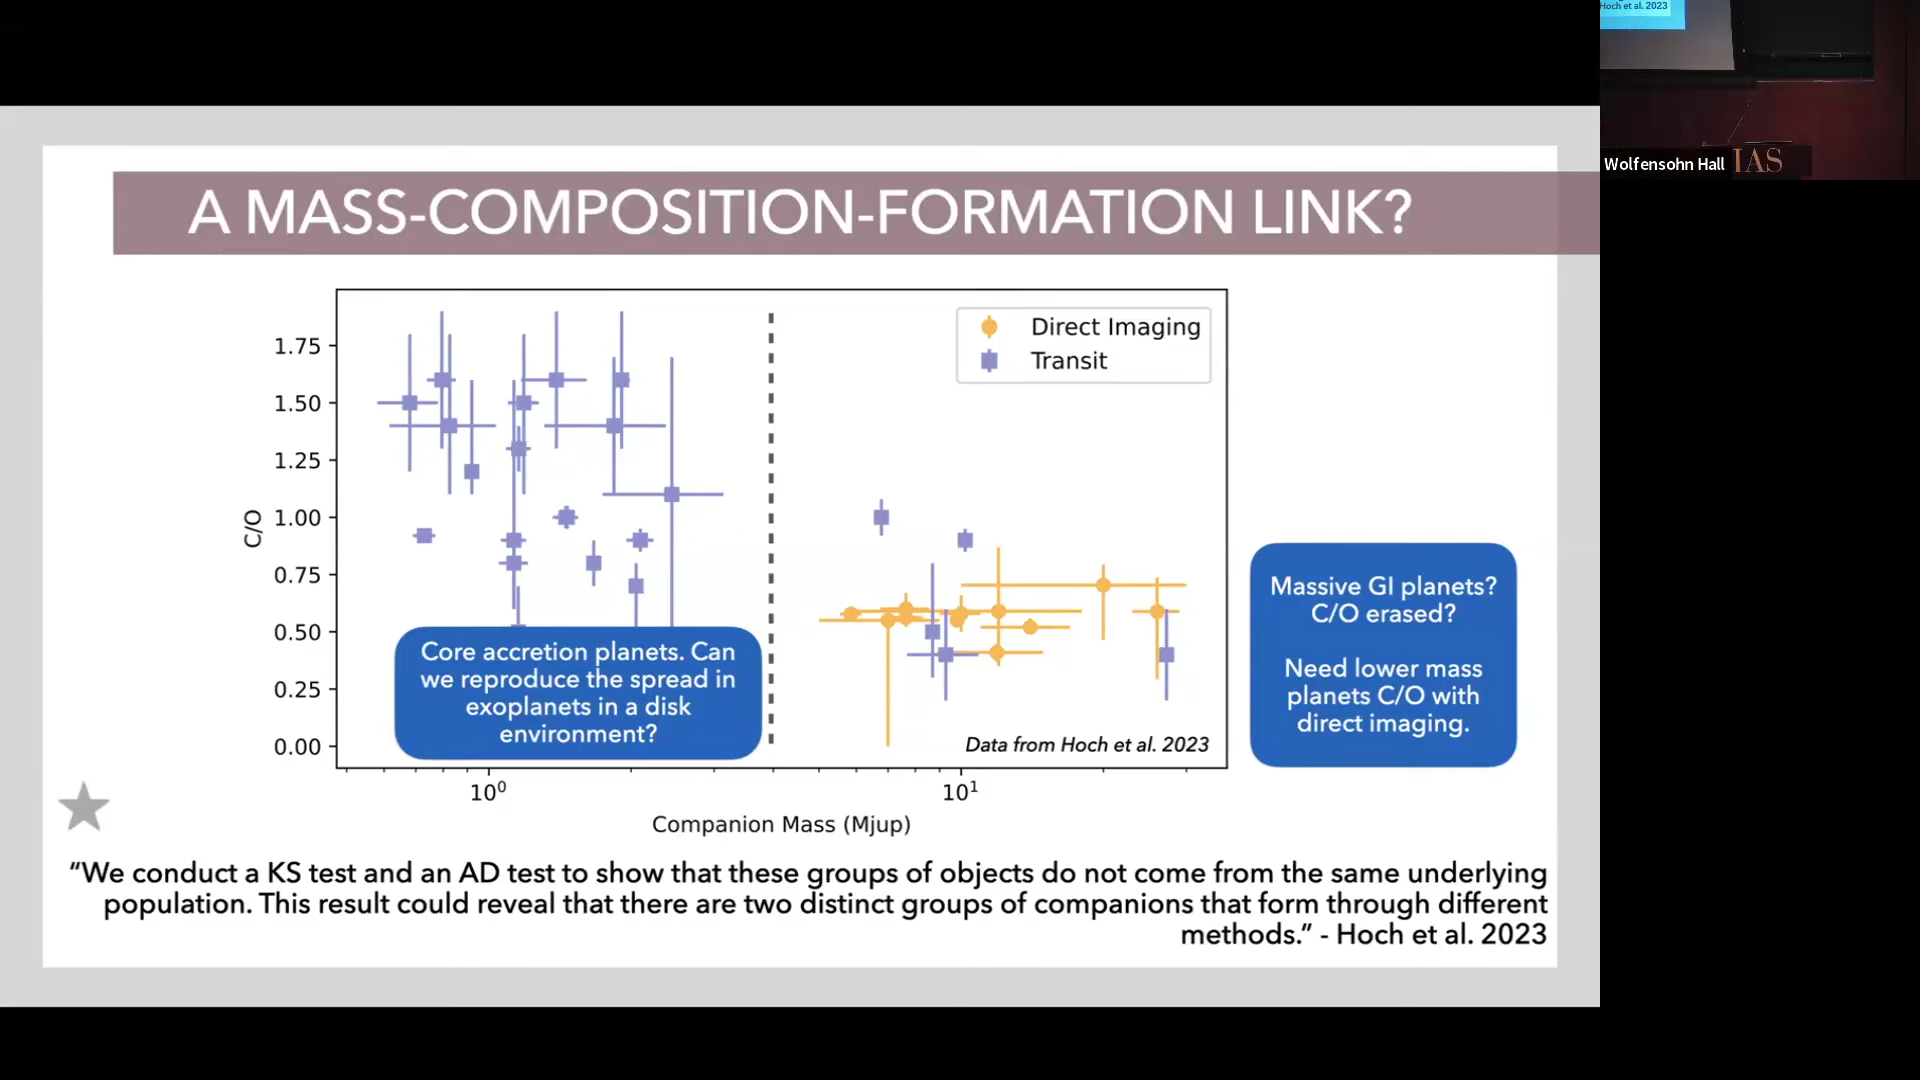 Hoch et al. 2023
Wolfensohn Hall
IAS
A MASS-COMPOSITION-FORMATION LINK?
Direct Imaging
Transit
1.75
1.50
1.25
1.00
0.75
0.50
0.25
0.00
C/O
10⁰
10¹
Companion Mass (Mjup)
Core accretion planets. Can
we reproduce the spread in
exoplanets in a disk
environment?
Data from Hoch et al. 2023
Massive GI planets?
C/O erased?
Need lower mass
planets C/O with
direct imaging.
“We conduct a KS test and an AD test to show that these groups of objects do not come from the same underlying
population. This result could reveal that there are two distinct groups of companions that form through different
methods.” - Hoch et al. 2023